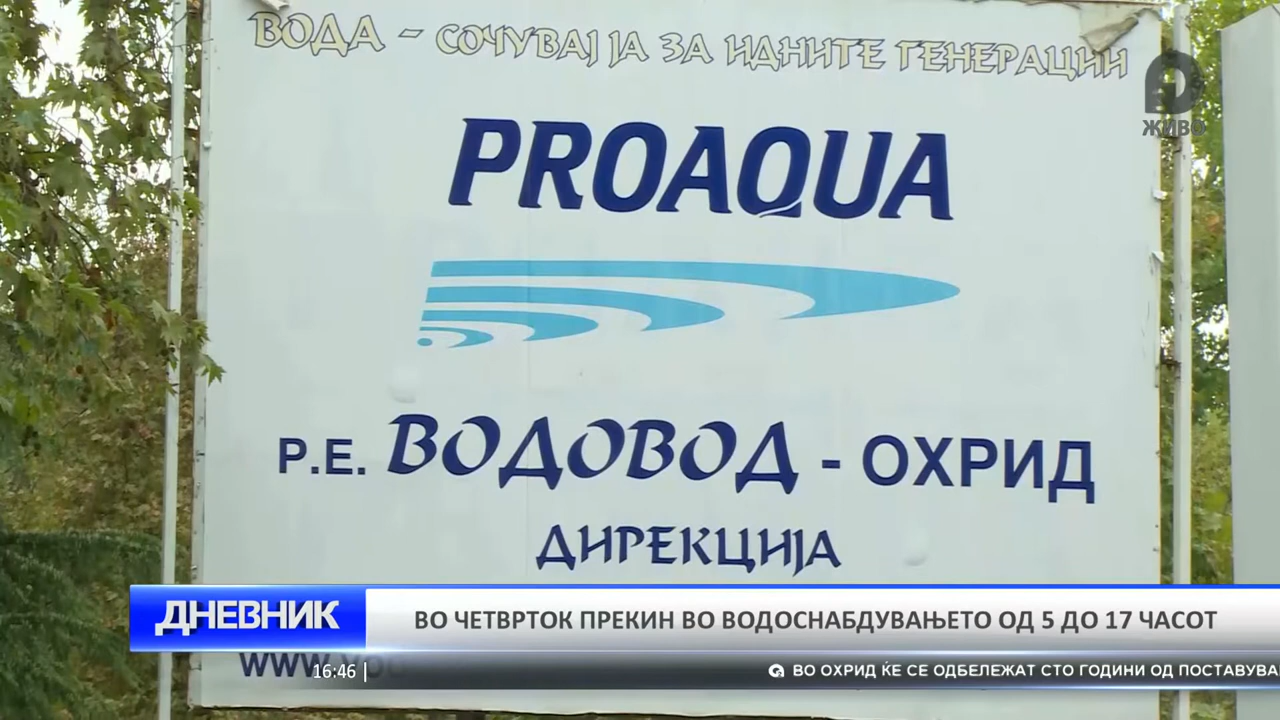 ВОДА - СОЧУВАЈ ЈА ЗА ИДНИТЕ ГЕНЕРАЦИИ
ЖИВО
PROAQUA
Р.Е. ВОДОВОД - ОХРИД
ДИРЕКЦИЈА
ДНЕВНИК
ВО ЧЕТВРТОК ПРЕКИН ВО ВОДОСНАБДУВАЊЕТО ОД 5 ДО 17 ЧАСОТ
16:46
ВО ОХРИД ЌЕ СЕ ОДБЕЛЕЖАТ СТО ГОДИНИ ОД